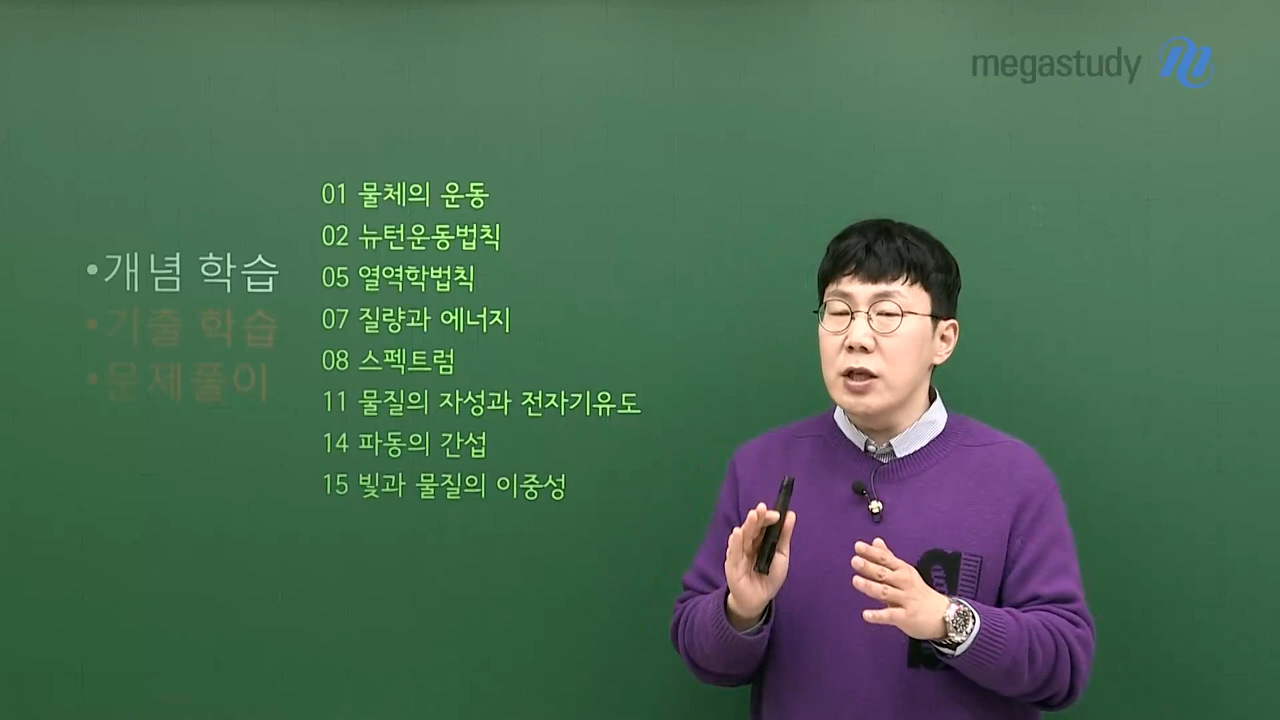 megastudy
•개념 학습
•기출 학습
•문제풀이
01 물체의 운동
02 뉴턴운동법칙
05 열역학법칙
07 질량과 에너지
08 스펙트럼
11 물질의 자성과 전자기유도
14 파동의 간섭
15 빛과 물질의 이중성